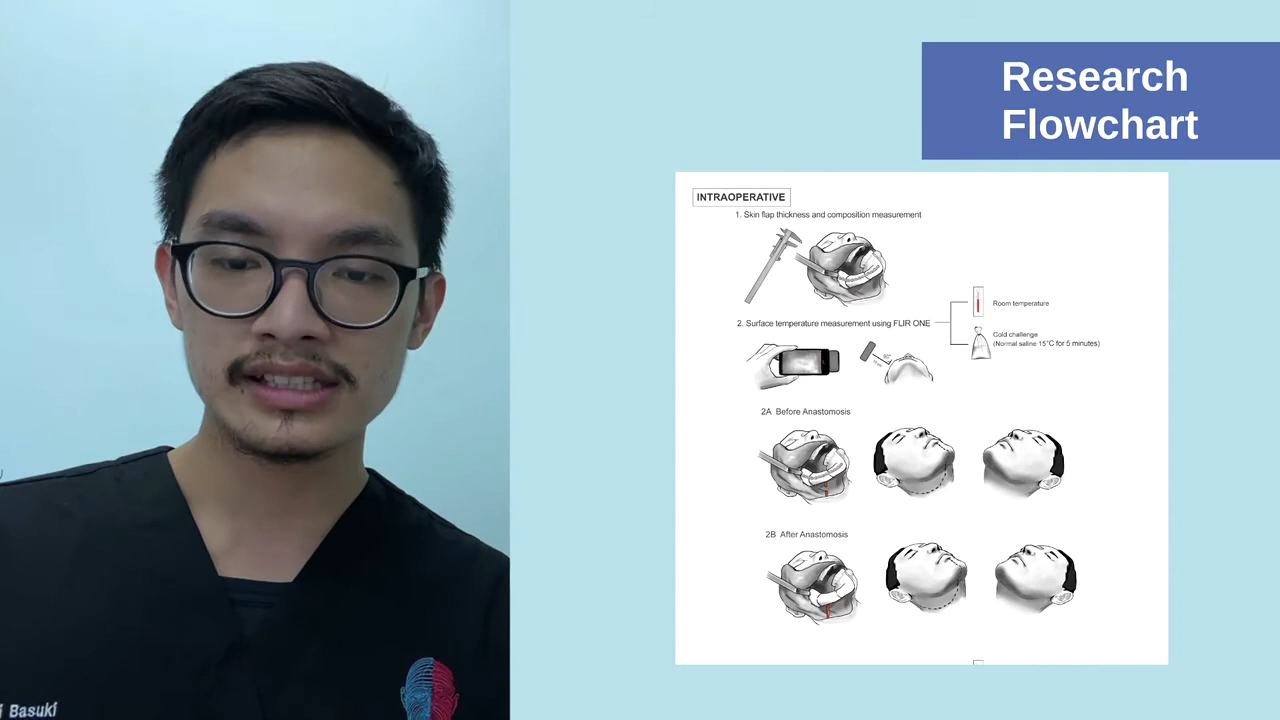 Research
Flowchart
INTRAOPERATIVE
1. Skin flap thickness and composition measurement
Room temperature
2. Surface temperature measurement using FLIR ONE
Cold challenge
(Normal saline 15°C for 5 minutes)
2A Before Anastomosis
2B After Anastomosis
Basuki